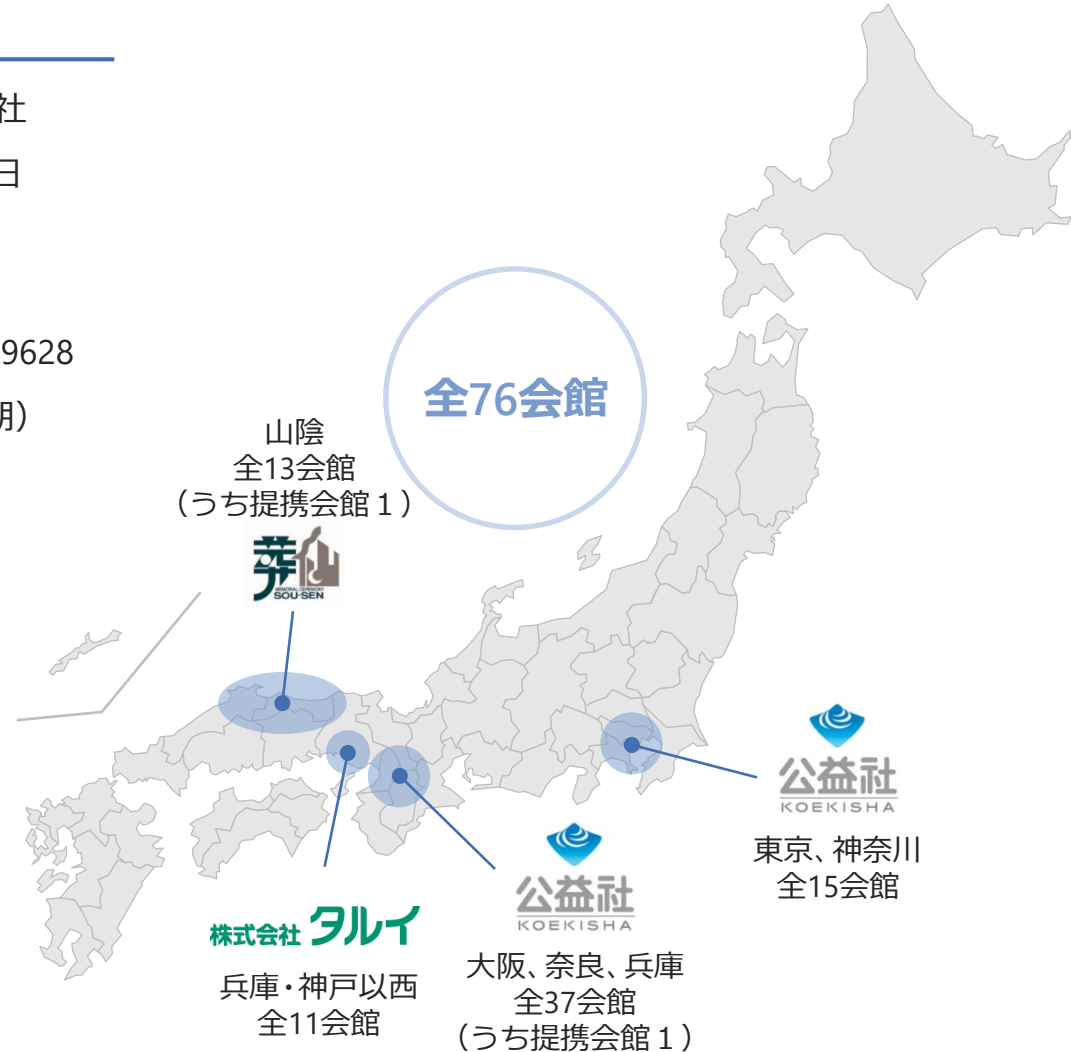 社
日
9628
期）
全76会館
山陰
全13会館
（うち提携会館１）
葬仙
MEMORIAL CEREMONY
SOU-SEN
公益社
KOEKISHA
東京、神奈川
全15会館
公益社
KOEKISHA
大阪、奈良、兵庫
全37会館
（うち提携会館１）
株式会社 タルイ
兵庫・神戸以西
全11会館